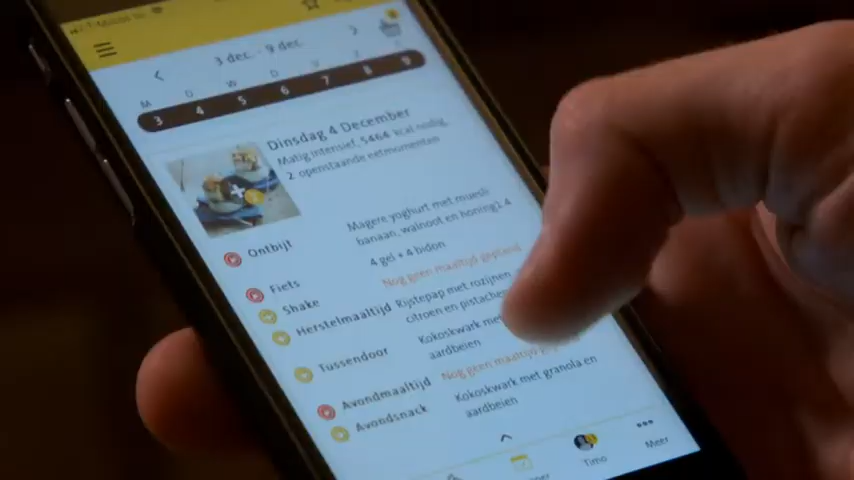 3 dec. - 9 dec.
M D W D V Z Z
3 4 5 6 7 8 9
Dinsdag 4 December
Matig intensief, 5464 kcal nodig,
2 openstaande eetmomenten
Ontbijt
Magere yoghurt met muesli
banaan, walnoot en honing1.4
Fiets
4 gel + 4 bidon
Shake
Nog geen maaltijd gepland
Herstelmaaltijd
Rijstepap met rozijnen
citroen en pistache
Tussendoor
Kokoskwark met
aardbeien
Avondmaaltijd
Nog geen maaltijd
Avondsnack
Kokoskwark met granola en
aardbeien
Timo
Meer